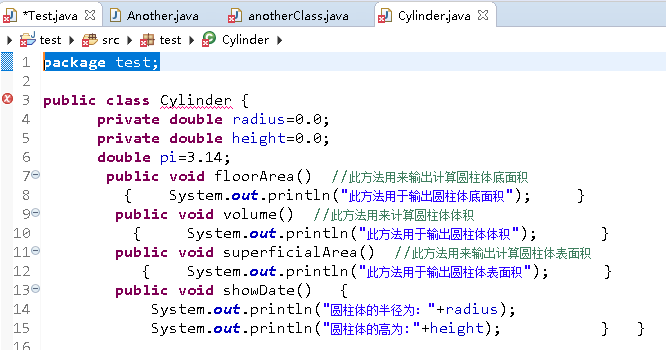 *Test.java Another.java anotherClass.java Cylinder.java
test src test Cylinder
1 package test;
2
3 public class Cylinder {
4 private double radius=0.0;
5 private double height=0.0;
6 double pi=3.14;
7 public void floorArea() //此方法用来输出计算圆柱体底面积
8 { System.out.println("此方法用于输出圆柱体底面积"); }
9 public void volume() //此方法用来计算圆柱体体积
10 { System.out.println("此方法用于输出圆柱体体积"); }
11 public void superficialArea() //此方法用来输出计算圆柱体表面积
12 { System.out.println("此方法用于输出圆柱体表面积"); }
13 public void showDate() {
14 System.out.println("圆柱体的半径为："+radius);
15 System.out.println("圆柱体的高为："+height); } }
16